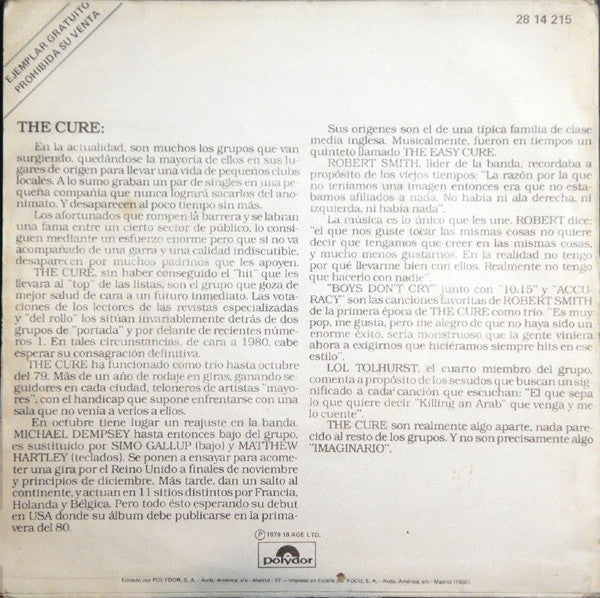 EJEMPLAR GRATUITO
PROHIBIDA SU VENTA
28 14 215
THE CURE:
En la actualidad, son muchos los grupos que van
surgiendo, quedándose la mayoría de ellos en sus lu-
gares de origen para llevar una vida de pequeños clubs
locales. A lo sumo graban un par de singles en una pe-
queña compañía que nunca logrará sacarlos del ano-
nimato. Y desaparecen al poco tiempo sin más.
Los afortunados que rompen la barrera y se labran
una fama entre un cierto sector de público, lo consi-
guen mediante un esfuerzo enorme pero que si no va
acompañado de una garra y una calidad indiscutible,
desaparecen por muchos padrinos que les apoyen.
THE CURE, sin haber conseguido el "hit" que les
llevará al "top" de las listas, son el grupo que goza de
mejor salud de cara a un futuro inmediato. Las vota-
ciones de los lectores de las revistas especializadas
y "del rollo" los sitúan invariablemente detrás de dos
grupos de "portada" y por delante de recientes núme-
ros 1. En tales circunstancias, de cara a 1980, cabe
esperar su consagración definitiva.
THE CURE ha funcionado como trío hasta octubre
del 79. Más de un año de rodaje en giras, ganando se-
guidores en cada ciudad, teloneros de artistas "mayo-
res", con el handicap que supone enfrentarse con una
sala que no venía a verlos a ellos.
En octubre tiene lugar un reajuste en la banda.
MICHAEL DEMPSEY hasta entonces bajo del grupo,
es sustituído por SIMO GALLUP (bajo) y MATTHEW
HARTLEY (teclados). Se ponen a ensayar para acome-
ter una gira por el Reino Unido a finales de noviembre
y principios de diciembre. Más tarde, dan un salto al
continente, y actuan en 11 sitios distintos por Francia,
Holanda y Bélgica. Pero todo ésto esperando su debut
en USA donde su álbum debe publicarse en la prima-
vera del 80.
Sus orígenes son el de una típica familia de clase
media inglesa. Musicalmente, fueron en tiempos un
quinteto llamado THE EASY CURE.
ROBERT SMITH, líder de la banda, recordaba a
propósito de los viejos tiempos: "La razón por la que
no teníamos una imagen entonces era que no esta-
bamos afiliados a nada. No había ni ala derecha, ni
izquierda, ni había nada".
La música es lo único que les une. ROBERT dice:
"el que nos guste tocar las mismas cosas no quiere
decir que tengamos que creer en las mismas cosas,
y mucho menos gustarnos. En la realidad no tengo
por qué llevarme bien con ellos. Realmente no tengo
que hacerlo con nadie".
"BOYS DON'T CRY" junto con "10.15" y "ACCU-
RACY" son las canciones favoritas de ROBERT SMITH
de la primera época de THE CURE como trío. "Es muy
pop, me gusta, pero me alegro de que no haya sido un
enorme éxito, sería monstruoso que la gente viniera
ahora a exigirnos que hiciéramos siempre hits en ese
estilo".
LOL TOLHURST, el cuarto miembro del grupo,
comenta a propósito de los sesudos que buscan un sig-
nificado a cada canción que escuchan: "El que sepa
lo que quiere decir "Killing an Arab" que venga y me
lo cuente".
THE CURE son realmente algo aparte, nada pare-
cido al resto de los grupos. Y no son precisamente algo
"IMAGINARIO".
Ⓟ 1979 18 AGE LTD.
polydor
Editado por POLYDOR, S. A. - Avda. América, s/n - Madrid - 27 - Impreso en España por FOCO, S. A. - Avda. América, s/n - Madrid (1980)